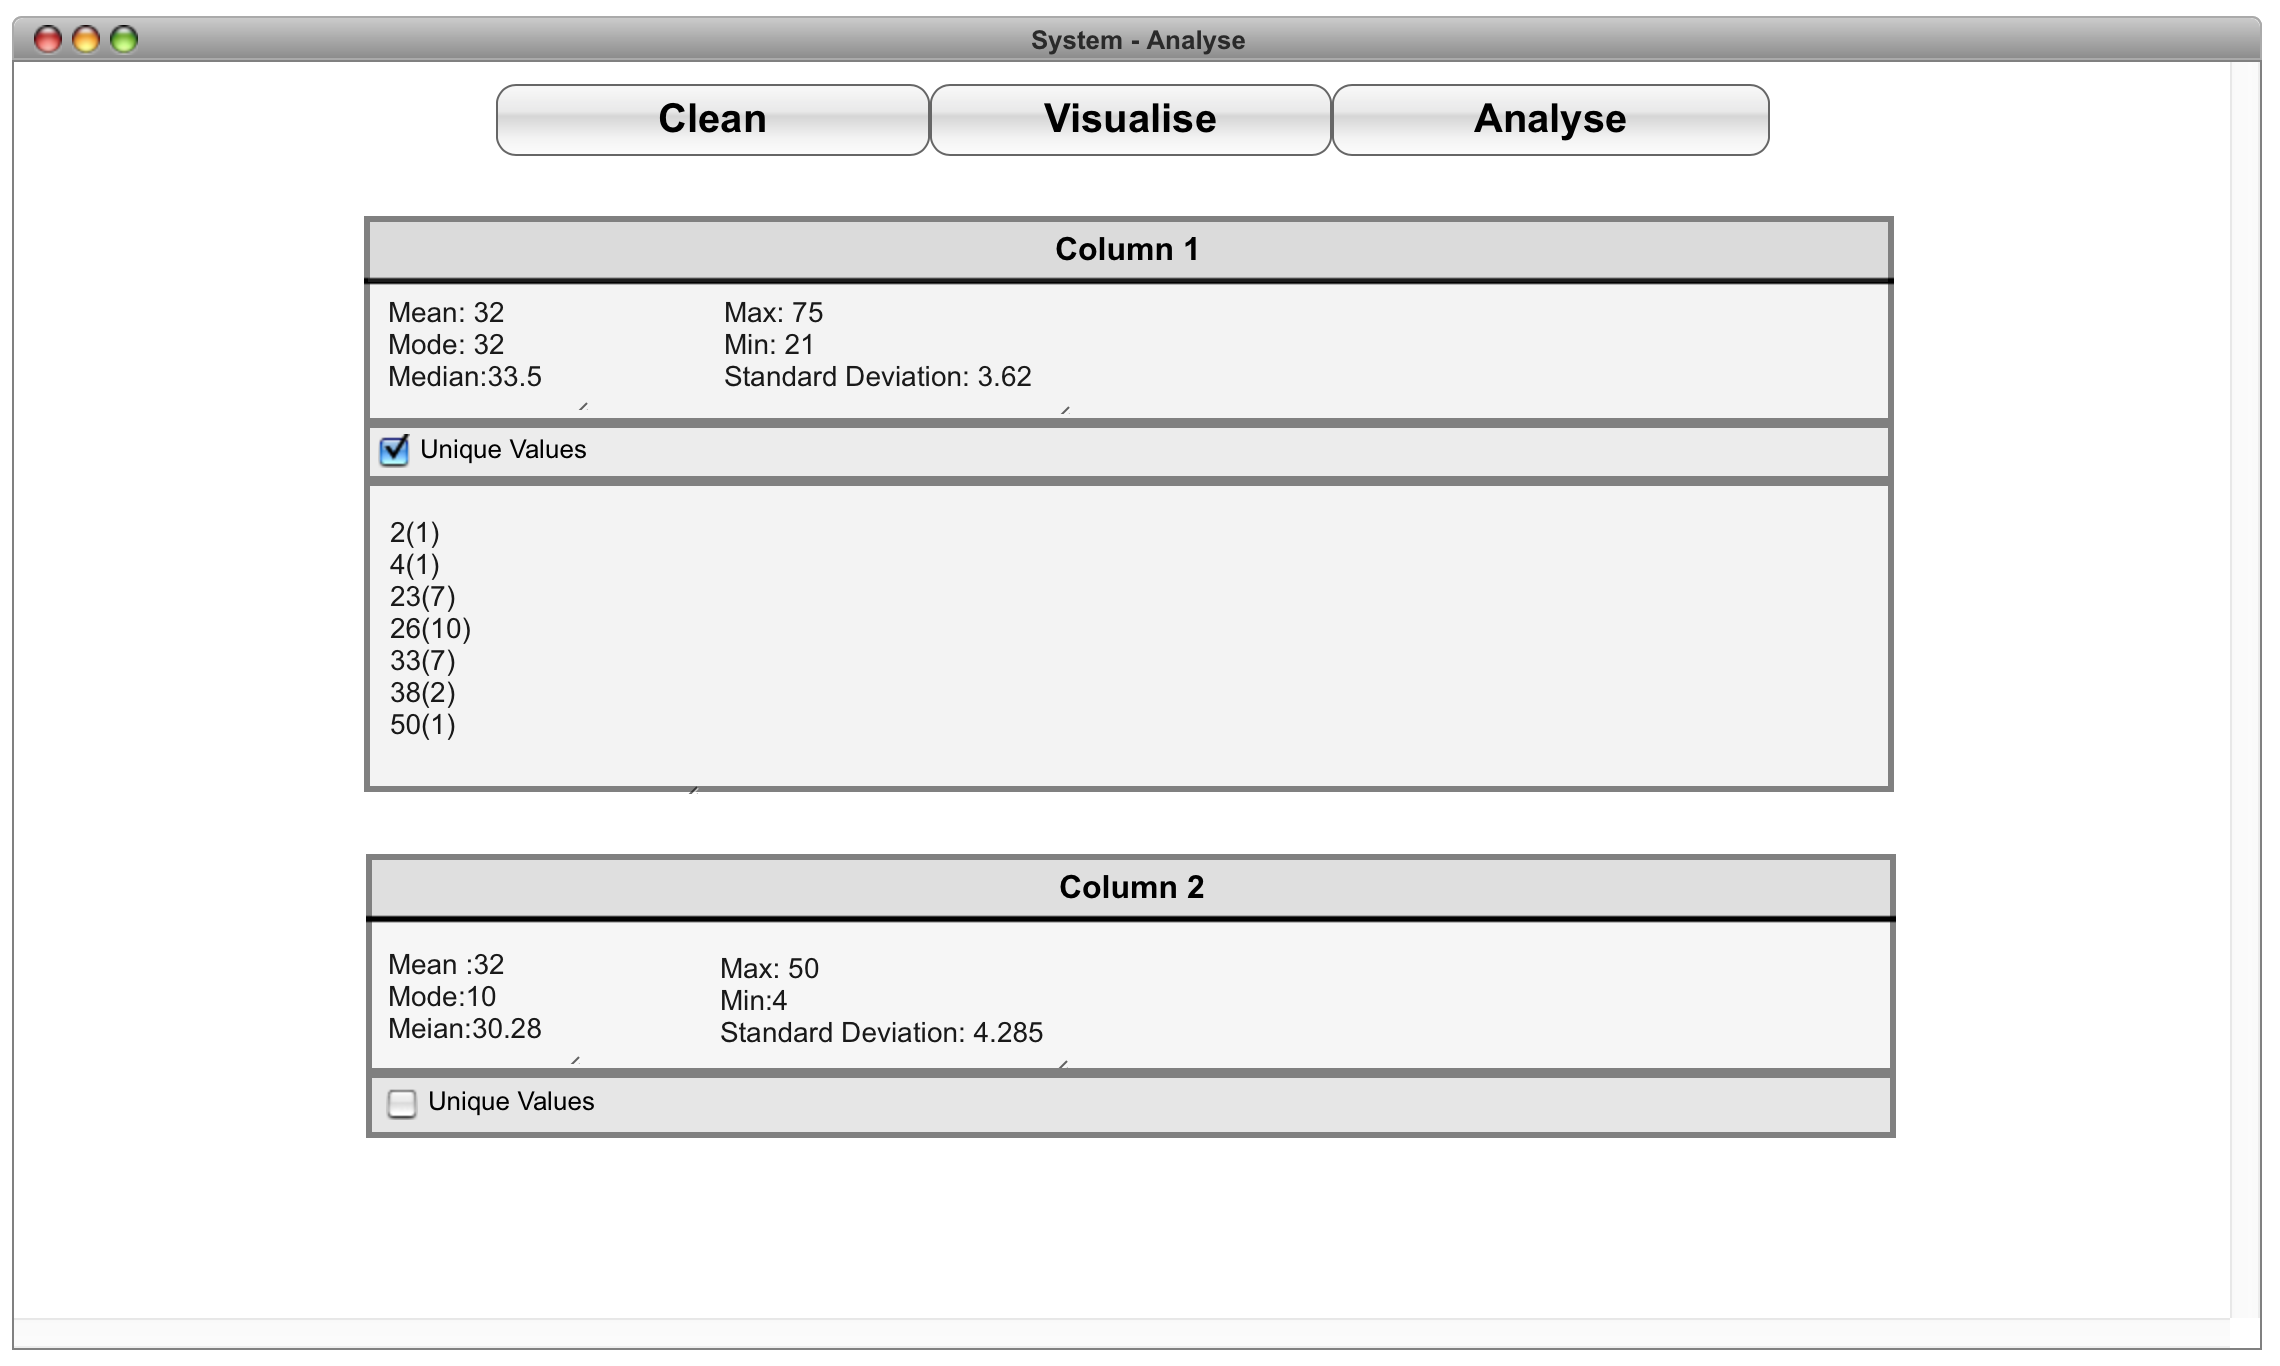 System - Analyse
Clean Visualise Analyse
Column 1
Mean: 32
Mode: 32
Median:33.5
Max: 75
Min: 21
Standard Deviation: 3.62
Unique Values
2(1)
4(1)
23(7)
26(10)
33(7)
38(2)
50(1)
Column 2
Mean :32
Mode:10
Meian:30.28
Max: 50
Min:4
Standard Deviation: 4.285
Unique Values